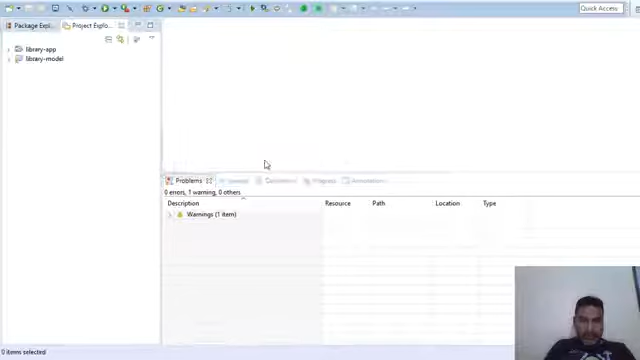 Quick Access
Package Expl...
Project Explo...
library-app
library-model
Problems
Progress
0 errors, 1 warning, 0 others
Description
Resource
Path
Location
Type
Warnings (1 item)
0 items selected